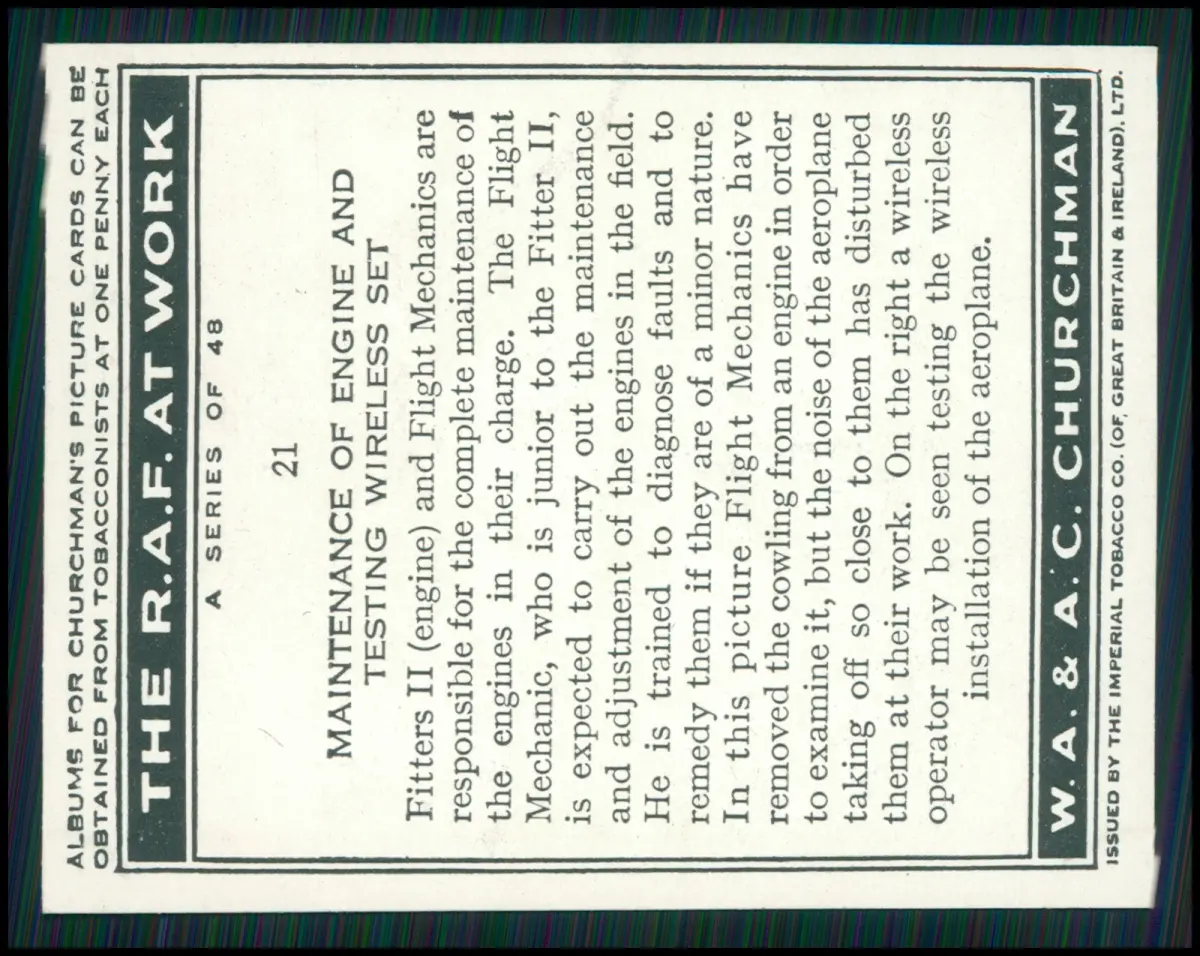 ALBUMS FOR CHURCHMAN'S PICTURE CARDS CAN BE
OBTAINED FROM TOBACCONISTS AT ONE PENNY EACH
THE R.A.F. AT WORK
A SERIES OF 48
21
MAINTENANCE OF ENGINE AND
TESTING WIRELESS SET
Fitters II (engine) and Flight Mechanics are
responsible for the complete maintenance of
the engines in their charge. The Flight
Mechanic, who is junior to the Fitter II,
is expected to carry out the maintenance
and adjustment of the engines in the field.
He is trained to diagnose faults and to
remedy them if they are of a minor nature.
In this picture Flight Mechanics have
removed the cowling from an engine in order
to examine it, but the noise of the aeroplane
taking off so close to them has disturbed
them at their work. On the right a wireless
operator may be seen testing the wireless
installation of the aeroplane.
W. A. & A. C. CHURCHMAN
ISSUED BY THE IMPERIAL TOBACCO CO. (OF, GREAT BRITAIN & IRELAND), LTD.